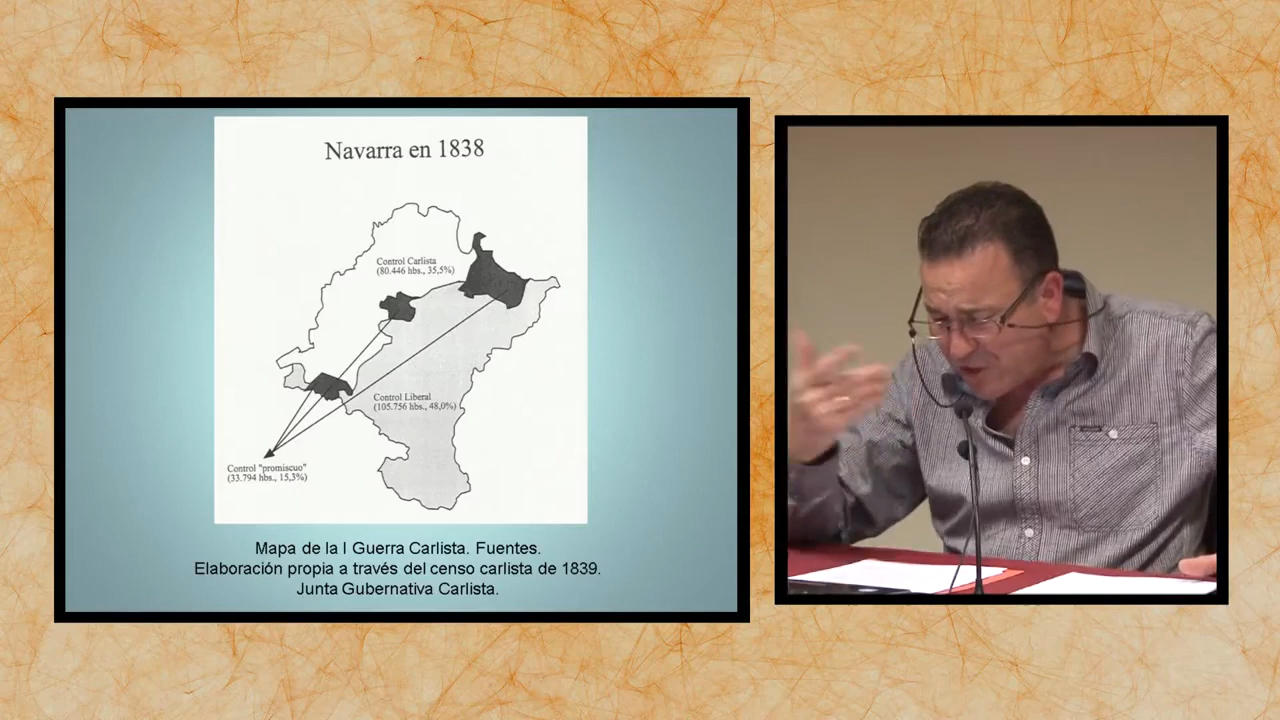 Navarra en 1838
Control Carlista
(80.446 hbs., 35,5%)
Control Liberal
(105.756 hbs., 48,0%)
Control "promiscuo"
(33.794 hbs., 15,3%)
Mapa de la I Guerra Carlista. Fuentes.
Elaboración propia a través del censo carlista de 1839.
Junta Gubernativa Carlista.